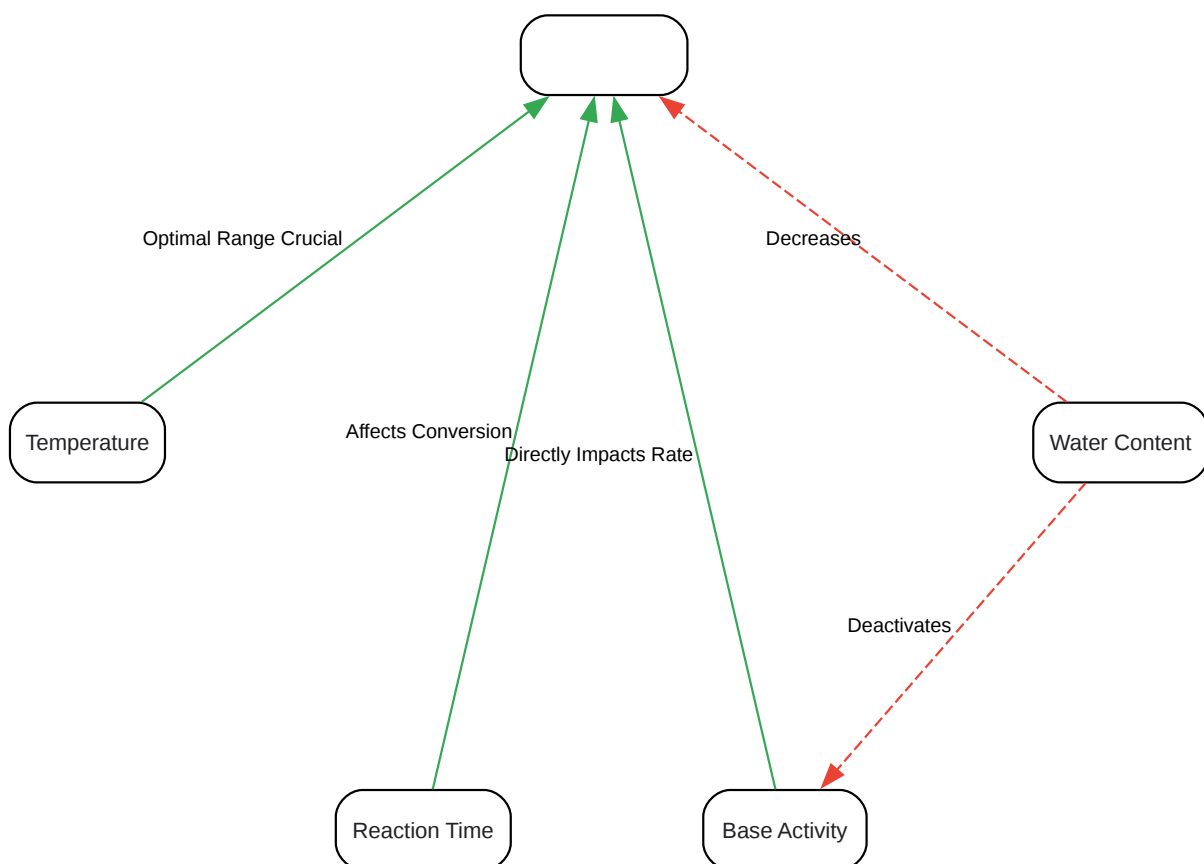 Optimal Range Crucial
Decreases
Affects Conversion
Temperature
Water Content
Directly Impacts Rate
Deactivates
Reaction Time
Base Activity